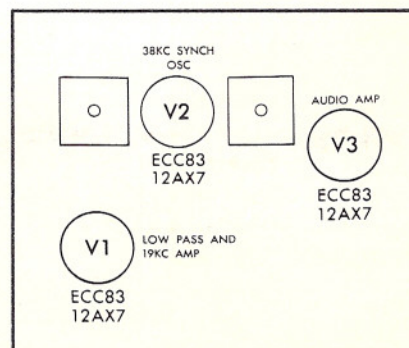 38KC SYNCH
OSC
V2
ECC83
12AX7
AUDIO AMP
V3
ECC83
12AX7
V1
LOW PASS AND
19KC AMP
ECC83
12AX7